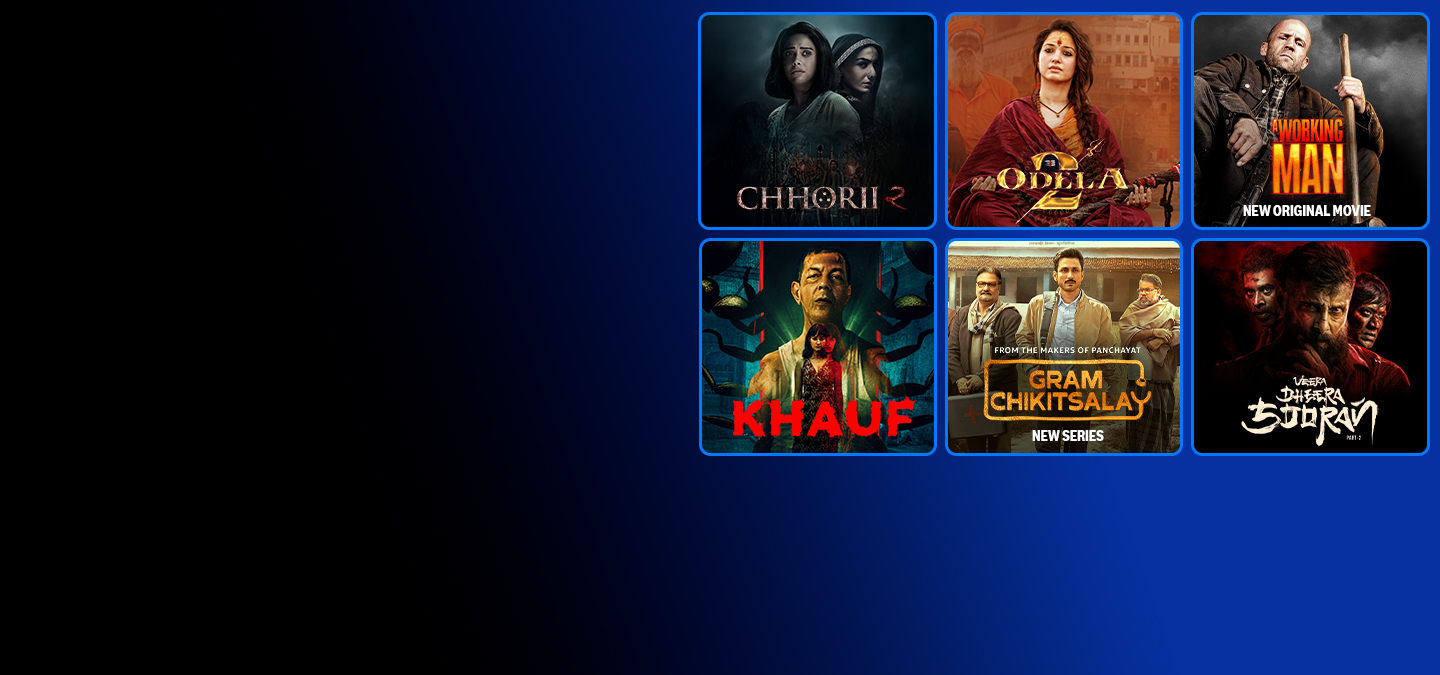 CHHORII २
ODELA
2
A WORKING
MAN
NEW ORIGINAL MOVIE
KHAUF
FROM THE MAKERS OF PANCHAYAT
GRAM
CHIKITSALAY
NEW SERIES
VEERA
DHEERA
SOORAN
PART-2